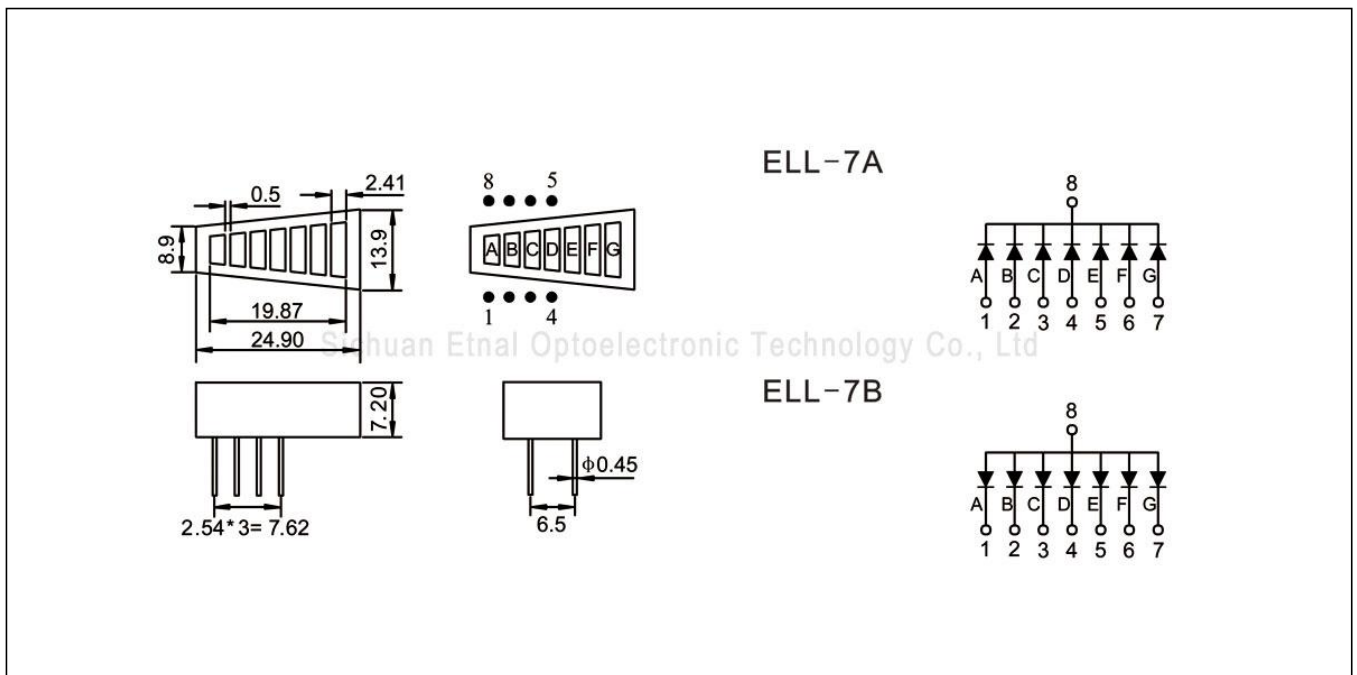 ELL-7A
0.5
2.41
8.9
13.9
19.87
24.90
8 5
A B C D E F G
1 4
8
A B C D E F G
1 2 3 4 5 6 7
Sichuan Etnal Optoelectronic Technology Co., Ltd
ELL-7B
7.20
2.54*3=7.62
ϕ0.45
6.5
8
A B C D E F G
1 2 3 4 5 6 7